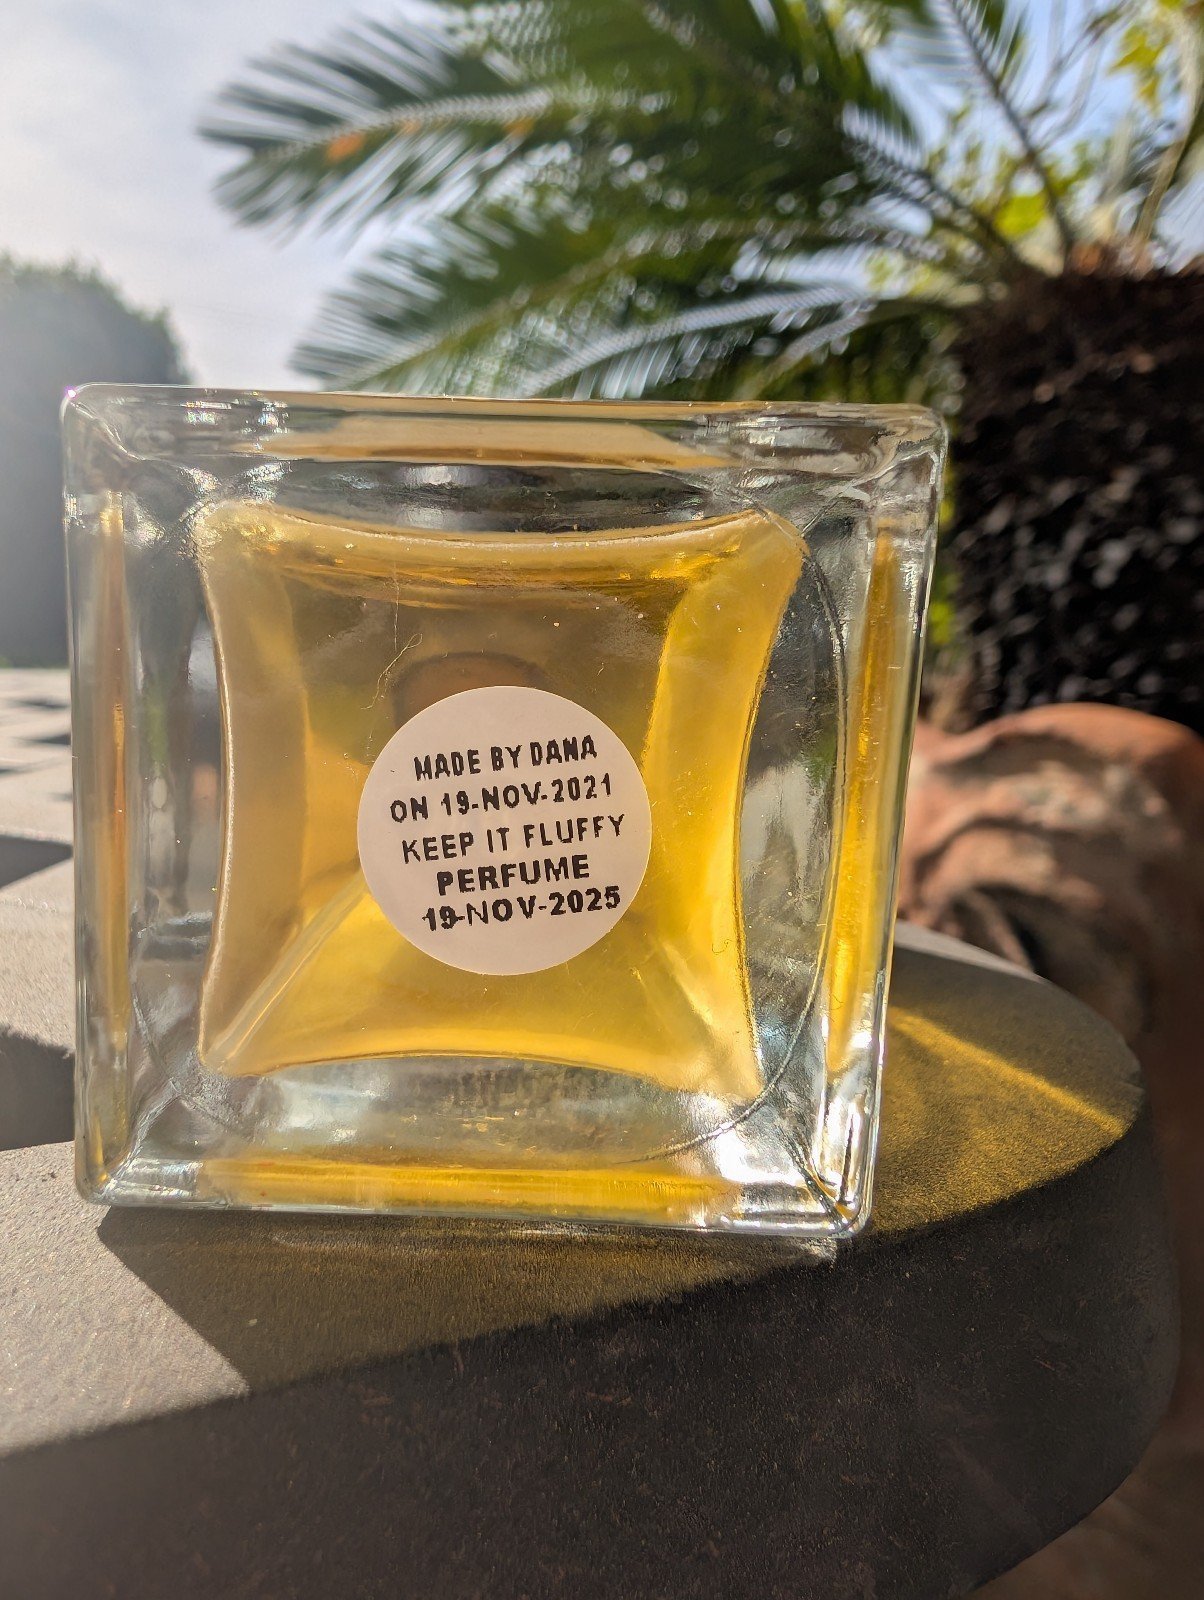 MADE BY DANA
ON 19-NOV-2021
KEEP IT FLUFFY
PERFUME
19-NOV-2025